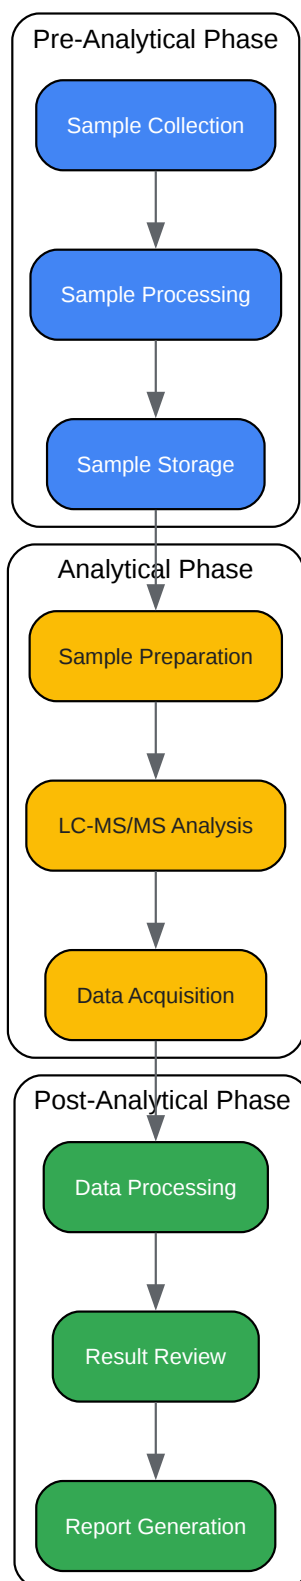 Pre-Analytical Phase
Sample Collection
Sample Processing
Sample Storage
Analytical Phase
Sample Preparation
LC-MS/MS Analysis
Data Acquisition
Post-Analytical Phase
Data Processing
Result Review
Report Generation